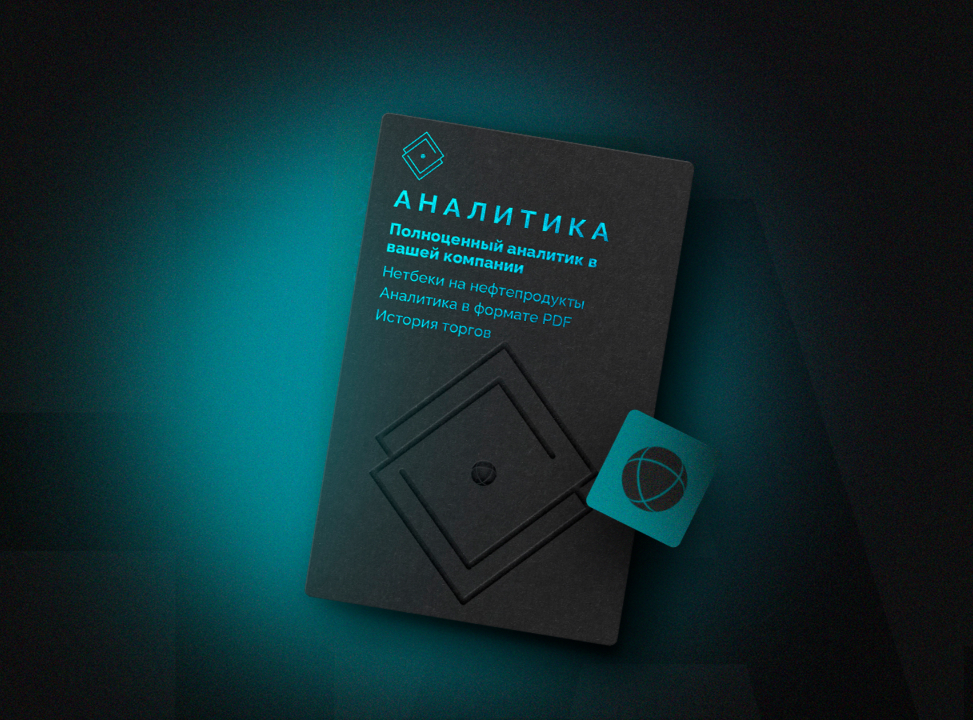 АНАЛИТИКА
Полноценный аналитик в
вашей компании
Нетбеки на нефтепродукты
Аналитика в формате PDF
История торгов